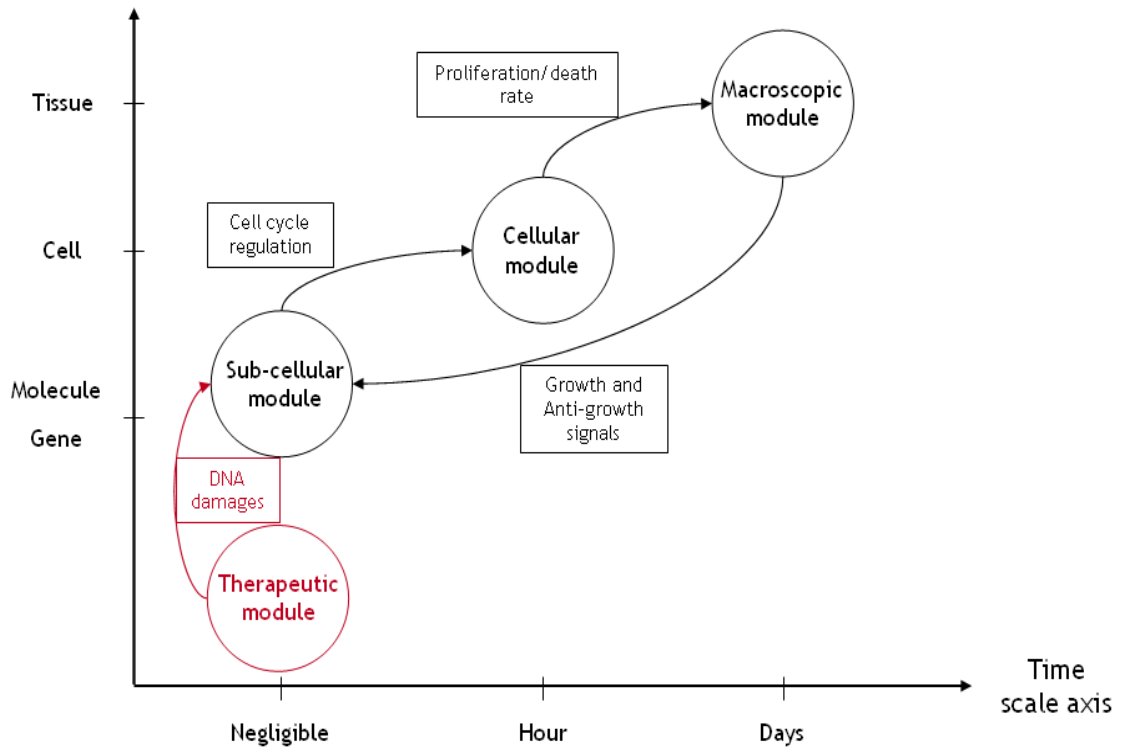 Tissue
Cell
Molecule
Gene
Proliferation/death
rate
Macroscopic
module
Cell cycle
regulation
Cellular
module
Sub-cellular
module
Growth and
Anti-growth
signals
DNA
damages
Therapeutic
module
Negligible
Hour
Days
Time
scale axis